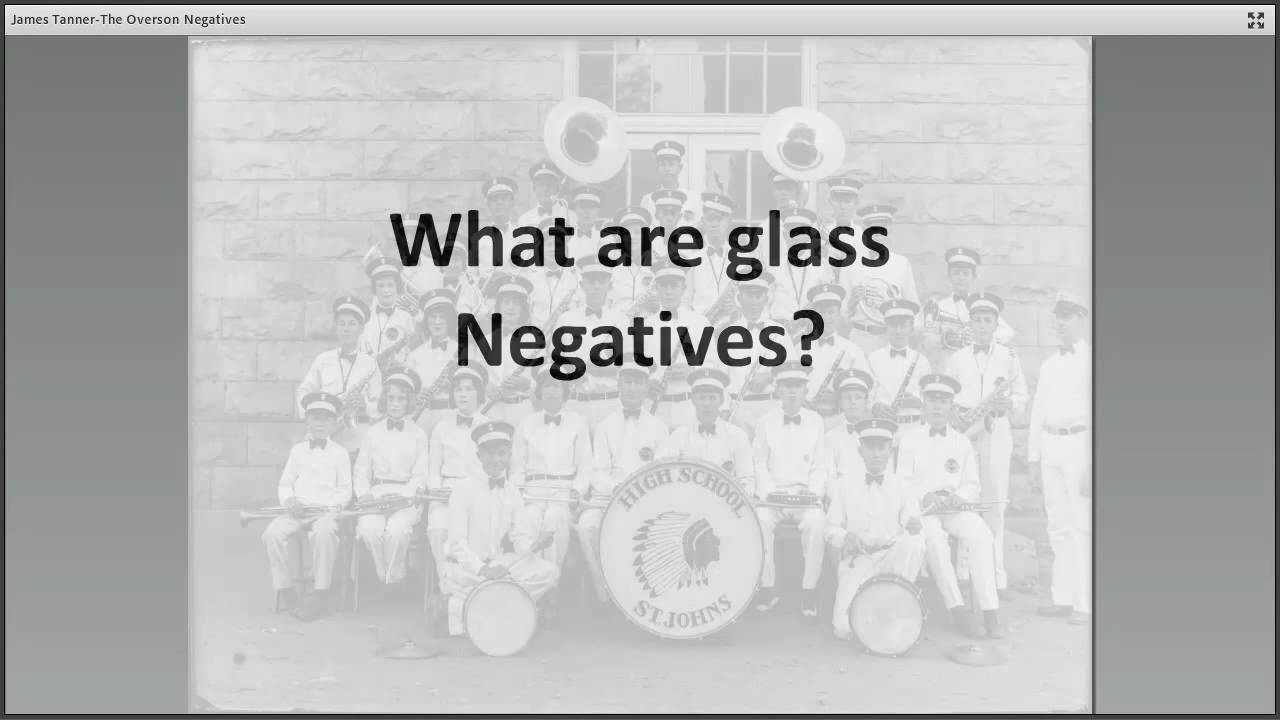 James Tanner-The Overson Negatives
What are glass
Negatives?
HIGH SCHOOL
ST.JOHNS